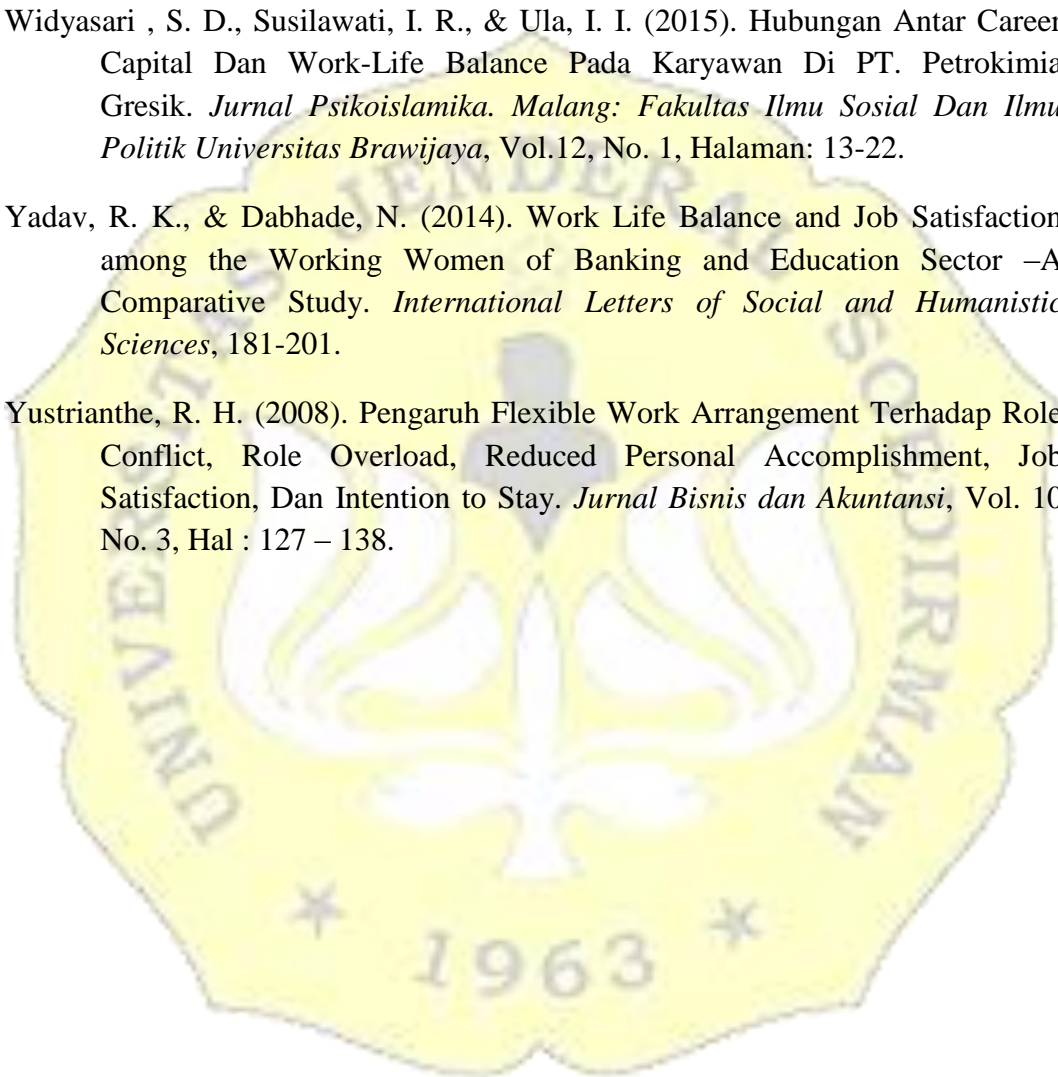 Widyasari , S. D., Susilawati, I. R., & Ula, I. I. (2015). Hubungan Antar Career
Capital Dan Work-Life Balance Pada Karyawan Di PT. Petrokimia
Gresik. Jurnal Psikoislamika. Malang: Fakultas Ilmu Sosial Dan Ilmu
Politik Universitas Brawijaya, Vol.12, No. 1, Halaman: 13-22.
Yadav, R. K., & Dabhade, N. (2014). Work Life Balance and Job Satisfaction
among the Working Women of Banking and Education Sector –A
Comparative Study. International Letters of Social and Humanistic
Sciences, 181-201.
Yustrianthe, R. H. (2008). Pengaruh Flexible Work Arrangement Terhadap Role
Conflict, Role Overload, Reduced Personal Accomplishment, Job
Satisfaction, Dan Intention to Stay. Jurnal Bisnis dan Akuntansi, Vol. 10
No. 3, Hal : 127 – 138.
UNIVERSITAS JENDERAL SOEDIRMAN
1963